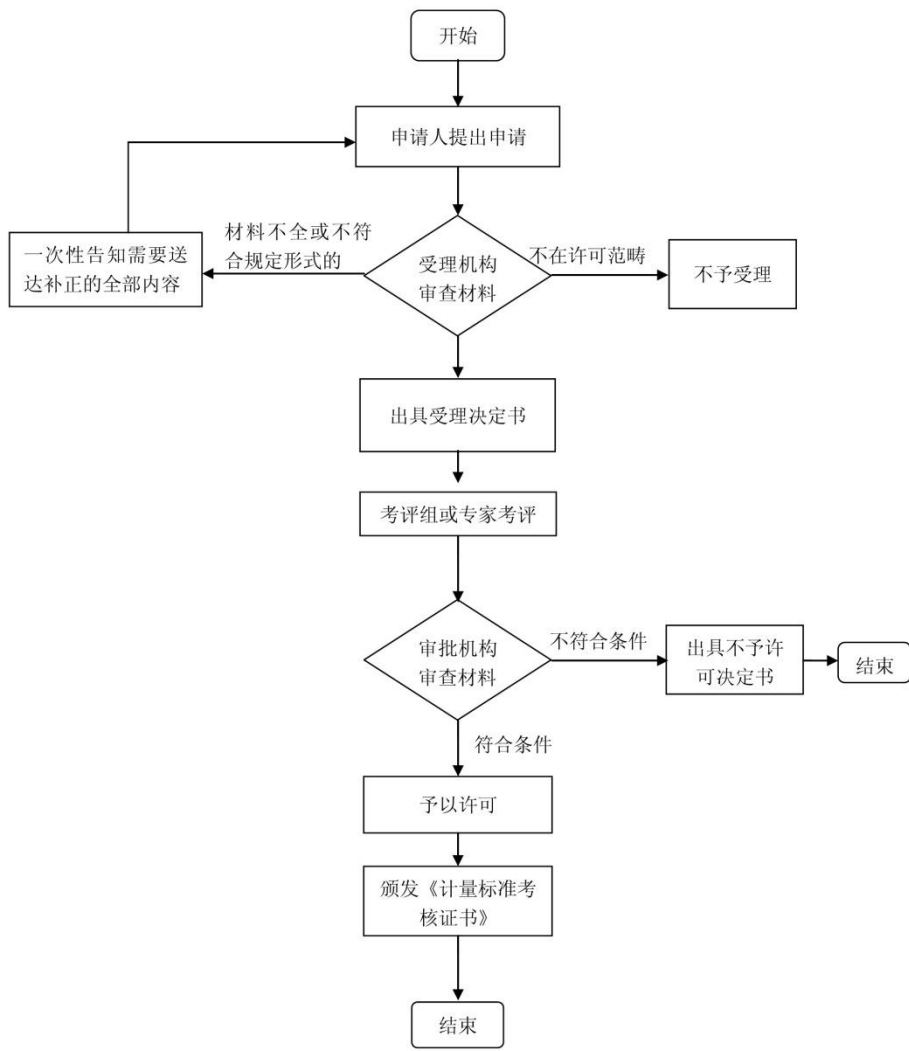 开始
申请人提出申请
材料不全或不符
合规定形式的
一次性告知需要送
达补正的全部内容
受理机构
审查材料
不在许可范畴
不予受理
出具受理决定书
考评组或专家考评
审批机构
审查材料
不符合条件
出具不予许
可决定书
结束
符合条件
予以许可
颁发《计量标准考
核证书》
结束